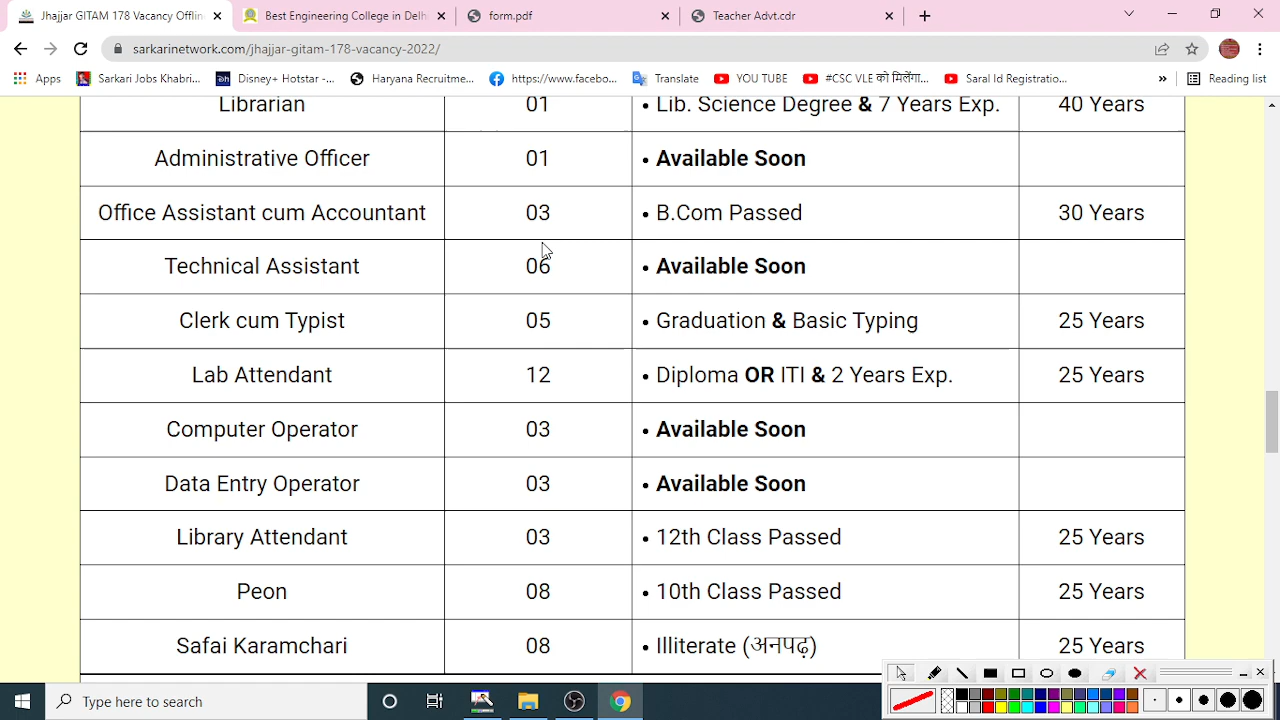 Jhajjar GITAM 178 Vacancy Offlin
Best Engineering College in Delh
form.pdf
Teacher Advt.cdr
sarkarinetwork.com/jhajjar-gitam-178-vacancy-2022/
Apps
Sarkari Jobs Khabri...
Disney+ Hotstar -...
Haryana Recruitme...
https://www.facebo...
Translate
YOU TUBE
#CSC VLE को मिलेंगा...
Saral Id Registratio...
»
Reading list
Librarian 01 • Lib. Science Degree & 7 Years Exp. 40 Years
Administrative Officer 01 • Available Soon
Office Assistant cum Accountant 03 • B.Com Passed 30 Years
Technical Assistant 06 • Available Soon
Clerk cum Typist 05 • Graduation & Basic Typing 25 Years
Lab Attendant 12 • Diploma OR ITI & 2 Years Exp. 25 Years
Computer Operator 03 • Available Soon
Data Entry Operator 03 • Available Soon
Library Attendant 03 • 12th Class Passed 25 Years
Peon 08 • 10th Class Passed 25 Years
Safai Karamchari 08 • Illiterate (अनपढ़) 25 Years
Type here to search